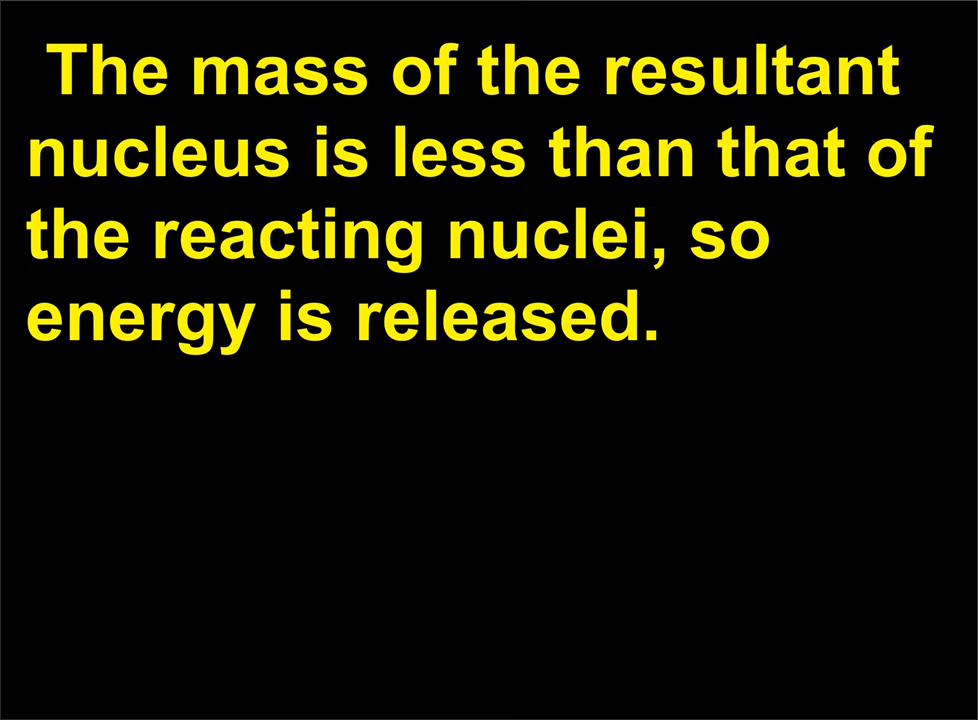 The mass of the resultant
nucleus is less than that of
the reacting nuclei, so
energy is released.